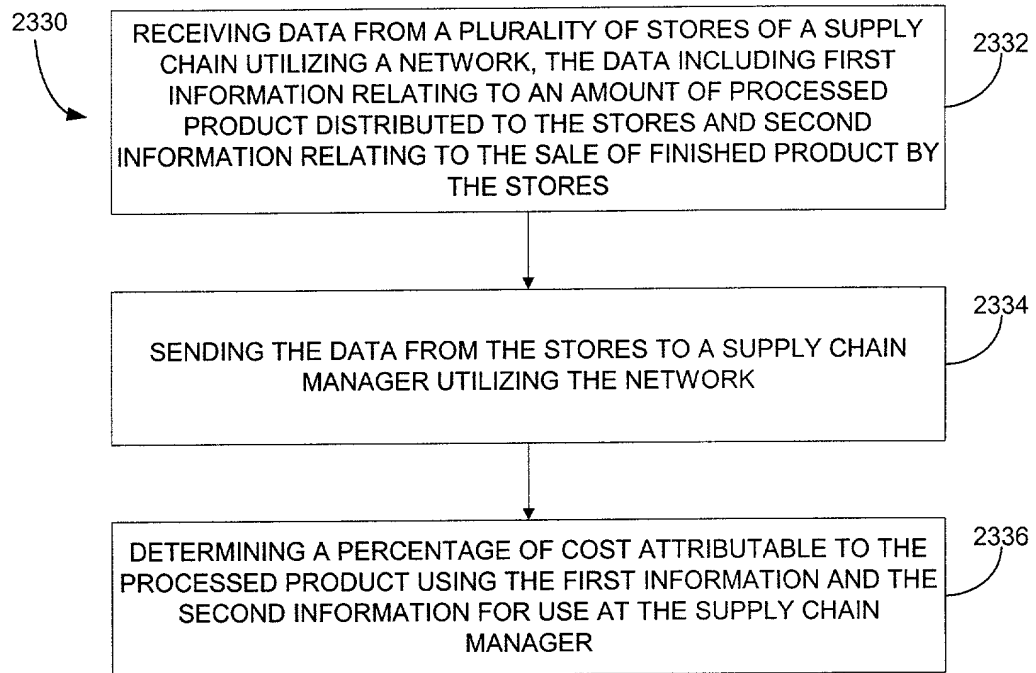 2330
RECEIVING DATA FROM A PLURALITY OF STORES OF A SUPPLY
CHAIN UTILIZING A NETWORK, THE DATA INCLUDING FIRST
INFORMATION RELATING TO AN AMOUNT OF PROCESSED
PRODUCT DISTRIBUTED TO THE STORES AND SECOND
INFORMATION RELATING TO THE SALE OF FINISHED PRODUCT BY
THE STORES
2332
SENDING THE DATA FROM THE STORES TO A SUPPLY CHAIN
MANAGER UTILIZING THE NETWORK
2334
DETERMINING A PERCENTAGE OF COST ATTRIBUTABLE TO THE
PROCESSED PRODUCT USING THE FIRST INFORMATION AND THE
SECOND INFORMATION FOR USE AT THE SUPPLY CHAIN
MANAGER
2336